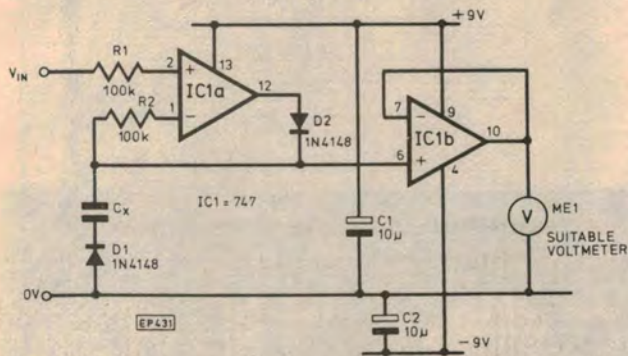 +9V
R1
VIN
100k
2
13
IC1a
12
R2
1
100k
D2
1N4148
7
9
IC1b
10
6
4
CX
IC1 = 747
C1
10µ
V
ME1
SUITABLE
VOLTMETER
D1
1N4148
0V
EP431
C2
10µ
-9V
+
-
-
+